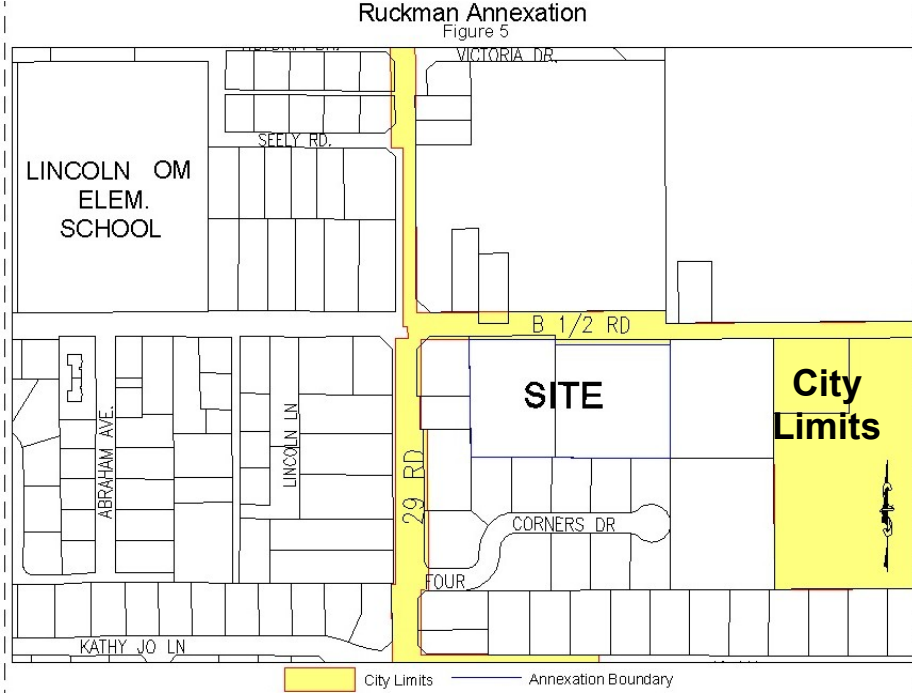 Ruckman Annexation
Figure 5
VICTORIA DR.
SEELY RD.
LINCOLN OM
ELEM.
SCHOOL
B 1/2 RD
SITE
City
Limits
ABRAHAM AVE.
LINCOLN LN
29 RD
CORNERS DR
FOUR
KATHY JO LN
City Limits
Annexation Boundary